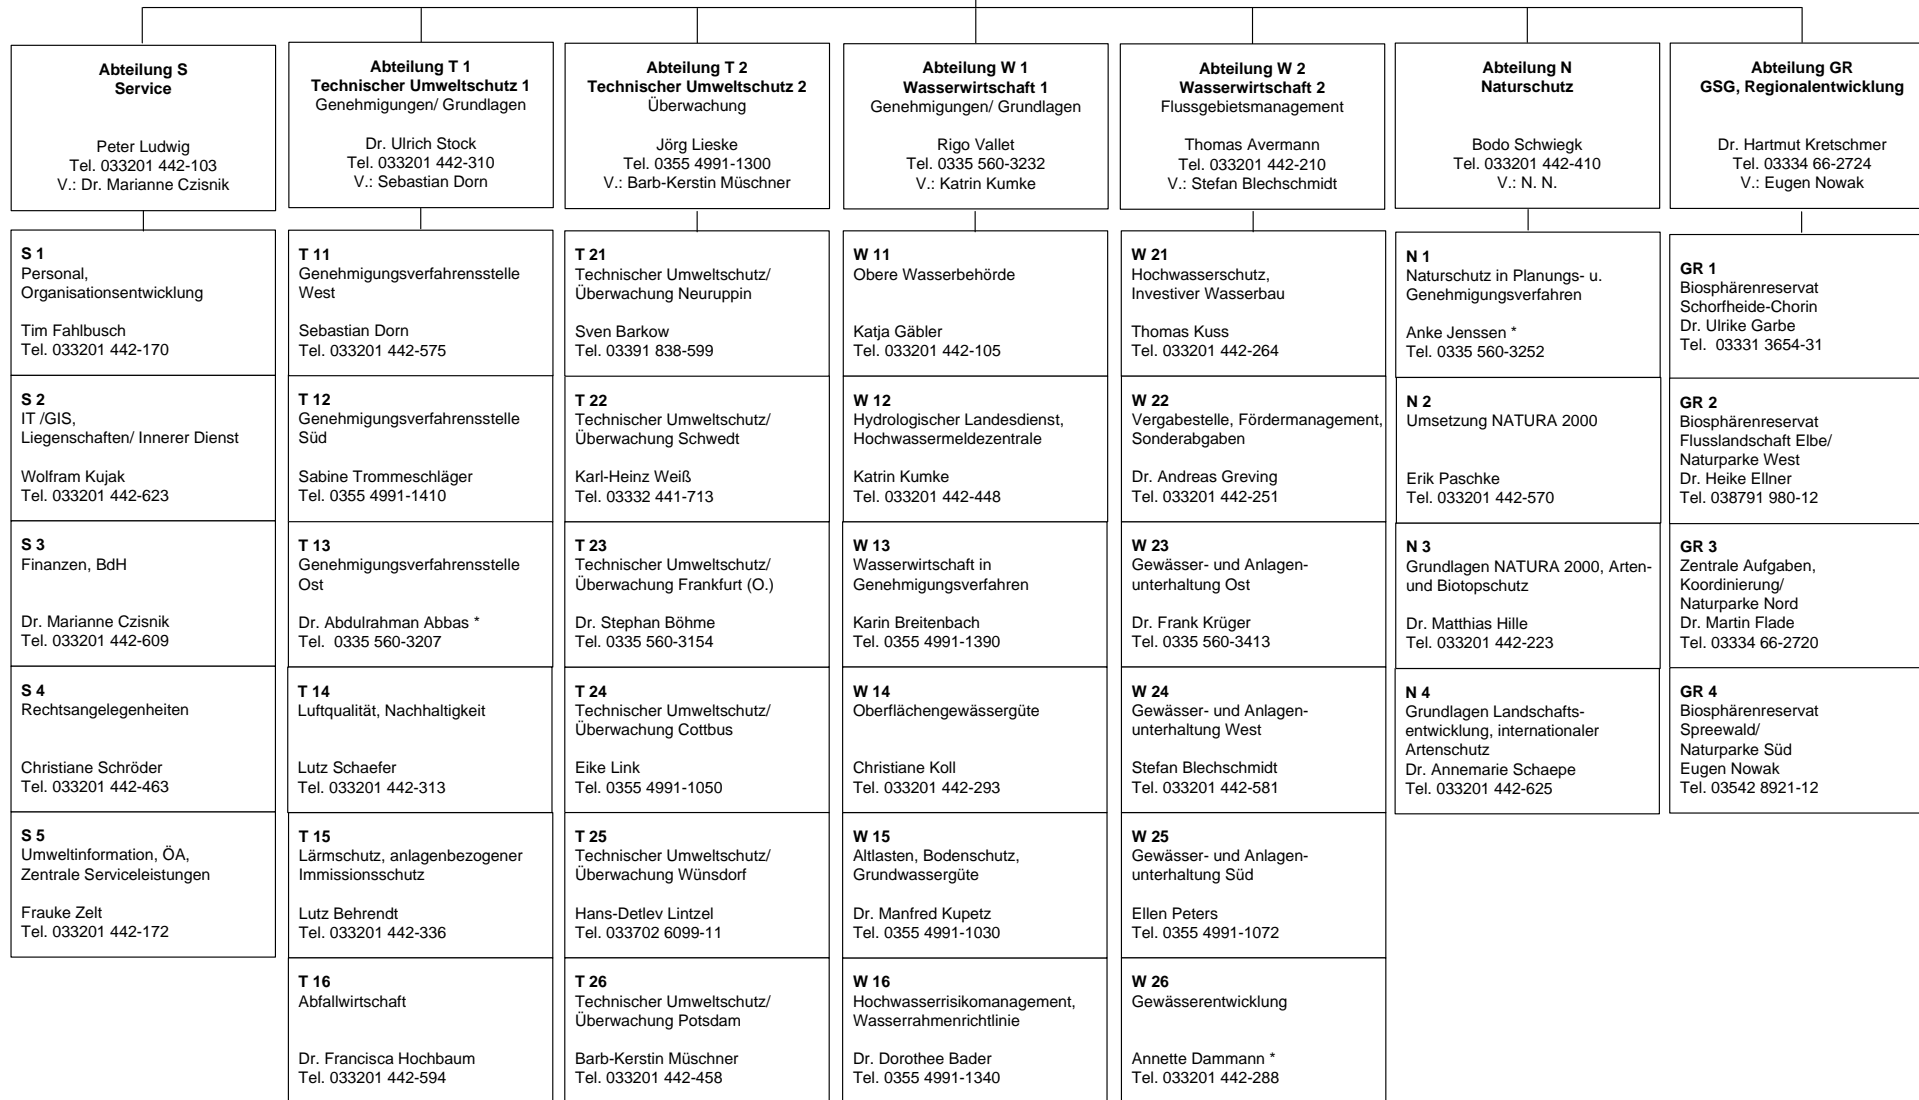 Abteilung S
Service
Peter Ludwig
Tel. 033201 442-103
V.: Dr. Marianne Czisnik
Abteilung T 1
Technischer Umweltschutz 1
Genehmigungen/ Grundlagen
Dr. Ulrich Stock
Tel. 033201 442-310
V.: Sebastian Dorn
Abteilung T 2
Technischer Umweltschutz 2
Überwachung
Jörg Lieske
Tel. 0355 4991-1300
V.: Barb-Kerstin Müschner
Abteilung W 1
Wasserwirtschaft 1
Genehmigungen/ Grundlagen
Rigo Vallet
Tel. 0335 560-3232
V.: Katrin Kumke
Abteilung W 2
Wasserwirtschaft 2
Flussgebietsmanagement
Thomas Avermann
Tel. 033201 442-210
V.: Stefan Blechschmidt
Abteilung N
Naturschutz
Bodo Schwiegk
Tel. 033201 442-410
V.: N. N.
Abteilung GR
GSG, Regionalentwicklung
Dr. Hartmut Kretschmer
Tel. 03334 66-2724
V.: Eugen Nowak
S 1
Personal,
Organisationsentwicklung
Tim Fahlbusch
Tel. 033201 442-170
S 2
IT /GIS,
Liegenschaften/ Innerer Dienst
Wolfram Kujak
Tel. 033201 442-623
S 3
Finanzen, BdH
Dr. Marianne Czisnik
Tel. 033201 442-609
S 4
Rechtsangelegenheiten
Christiane Schröder
Tel. 033201 442-463
S 5
Umweltinformation, ÖA,
Zentrale Serviceleistungen
Frauke Zelt
Tel. 033201 442-172
T 11
Genehmigungsverfahrensstelle
West
Sebastian Dorn
Tel. 033201 442-575
T 12
Genehmigungsverfahrensstelle
Süd
Sabine Trommeschläger
Tel. 0355 4991-1410
T 13
Genehmigungsverfahrensstelle
Ost
Dr. Abdulrahman Abbas *
Tel. 0335 560-3207
T 14
Luftqualität, Nachhaltigkeit
Lutz Schaefer
Tel. 033201 442-313
T 15
Lärmschutz, anlagenbezogener
Immissionsschutz
Lutz Behrendt
Tel. 033201 442-336
T 16
Abfallwirtschaft
Dr. Francisca Hochbaum
Tel. 033201 442-594
T 21
Technischer Umweltschutz/
Überwachung Neuruppin
Sven Barkow
Tel. 03391 838-599
T 22
Technischer Umweltschutz/
Überwachung Schwedt
Karl-Heinz Weiß
Tel. 03332 441-713
T 23
Technischer Umweltschutz/
Überwachung Frankfurt (O.)
Dr. Stephan Böhme
Tel. 0335 560-3154
T 24
Technischer Umweltschutz/
Überwachung Cottbus
Eike Link
Tel. 0355 4991-1050
T 25
Technischer Umweltschutz/
Überwachung Wünsdorf
Hans-Detlev Lintzel
Tel. 033702 6099-11
T 26
Technischer Umweltschutz/
Überwachung Potsdam
Barb-Kerstin Müschner
Tel. 033201 442-458
W 11
Obere Wasserbehörde
Katja Gäbler
Tel. 033201 442-105
W 12
Hydrologischer Landesdienst,
Hochwassermeldezentrale
Katrin Kumke
Tel. 033201 442-448
W 13
Wasserwirtschaft in
Genehmigungsverfahren
Karin Breitenbach
Tel. 0355 4991-1390
W 14
Oberflächengewässergüte
Christiane Koll
Tel. 033201 442-293
W 15
Altlasten, Bodenschutz,
Grundwassergüte
Dr. Manfred Kupetz
Tel. 0355 4991-1030
W 16
Hochwasserrisikomanagement,
Wasserrahmenrichtlinie
Dr. Dorothee Bader
Tel. 0355 4991-1340
W 21
Hochwasserschutz,
Investiver Wasserbau
Thomas Kuss
Tel. 033201 442-264
W 22
Vergabestelle, Fördermanagement,
Sonderabgaben
Dr. Andreas Greving
Tel. 033201 442-251
W 23
Gewässer- und Anlagen-
unterhaltung Ost
Dr. Frank Krüger
Tel. 0335 560-3413
W 24
Gewässer- und Anlagen-
unterhaltung West
Stefan Blechschmidt
Tel. 033201 442-581
W 25
Gewässer- und Anlagen-
unterhaltung Süd
Ellen Peters
Tel. 0355 4991-1072
W 26
Gewässerentwicklung
Annette Dammann *
Tel. 033201 442-288
N 1
Naturschutz in Planungs- u.
Genehmigungsverfahren
Anke Jenssen *
Tel. 0335 560-3252
N 2
Umsetzung NATURA 2000
Erik Paschke
Tel. 033201 442-570
N 3
Grundlagen NATURA 2000, Arten-
und Biotopschutz
Dr. Matthias Hille
Tel. 033201 442-223
N 4
Grundlagen Landschafts-
entwicklung, internationaler
Artenschutz
Dr. Annemarie Schaepe
Tel. 033201 442-625
GR 1
Biosphärenreservat
Schorfheide-Chorin
Dr. Ulrike Garbe
Tel. 03331 3654-31
GR 2
Biosphärenreservat
Flusslandschaft Elbe/
Naturparke West
Dr. Heike Ellner
Tel. 038791 980-12
GR 3
Zentrale Aufgaben,
Koordinierung/
Naturparke Nord
Dr. Martin Flade
Tel. 03334 66-2720
GR 4
Biosphärenreservat
Spreewald/
Naturparke Süd
Eugen Nowak
Tel. 03542 8921-12